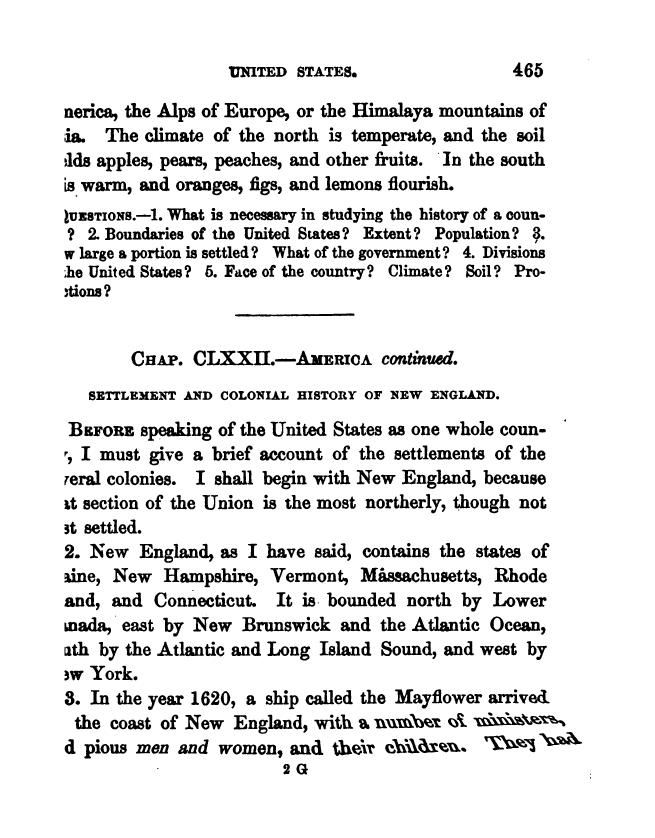 UNITED STATES. 465
nerica, the Alps of Europe, or the Himalaya mountains of
ia. The climate of the north is temperate, and the soil
lds apples, pears, peaches, and other fruits. In the south
is warm, and oranges, figs, and lemons flourish.
QUESTIONS.—1. What is necessary in studying the history of a coun-
? 2. Boundaries of the United States? Extent? Population? 3.
w large a portion is settled? What of the government? 4. Divisions
he United States? 5. Face of the country? Climate? Soil? Pro-
ctions?
CHAP. CLXXII.—AMERICA continued.
SETTLEMENT AND COLONIAL HISTORY OF NEW ENGLAND.
BEFORE speaking of the United States as one whole coun-
, I must give a brief account of the settlements of the
veral colonies. I shall begin with New England, because
at section of the Union is the most northerly, though not
st settled.
2. New England, as I have said, contains the states of
aine, New Hampshire, Vermont, Massachusetts, Rhode
and, and Connecticut. It is bounded north by Lower
anada, east by New Brunswick and the Atlantic Ocean,
uth by the Atlantic and Long Island Sound, and west by
ew York.
3. In the year 1620, a ship called the Mayflower arrived
the coast of New England, with a number of ministers,
d pious men and women, and their children. They had
2 G